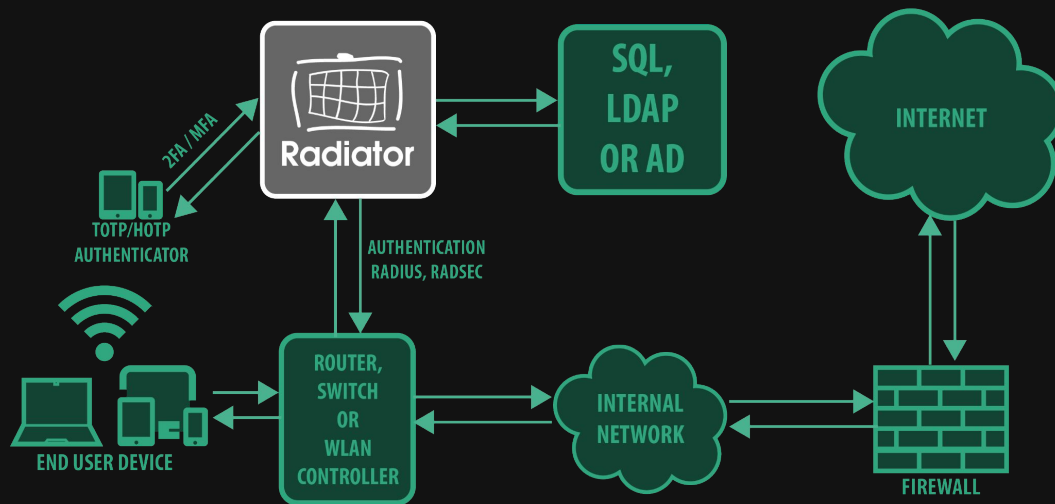 SQL,
LDAP
OR AD
INTERNET
Radiator
2FA / MFA
TOTP/HOTP
AUTHENTICATOR
AUTHENTICATION
RADIUS, RADSEC
ROUTER,
SWITCH
OR
WLAN
CONTROLLER
INTERNAL
NETWORK
END USER DEVICE
FIREWALL